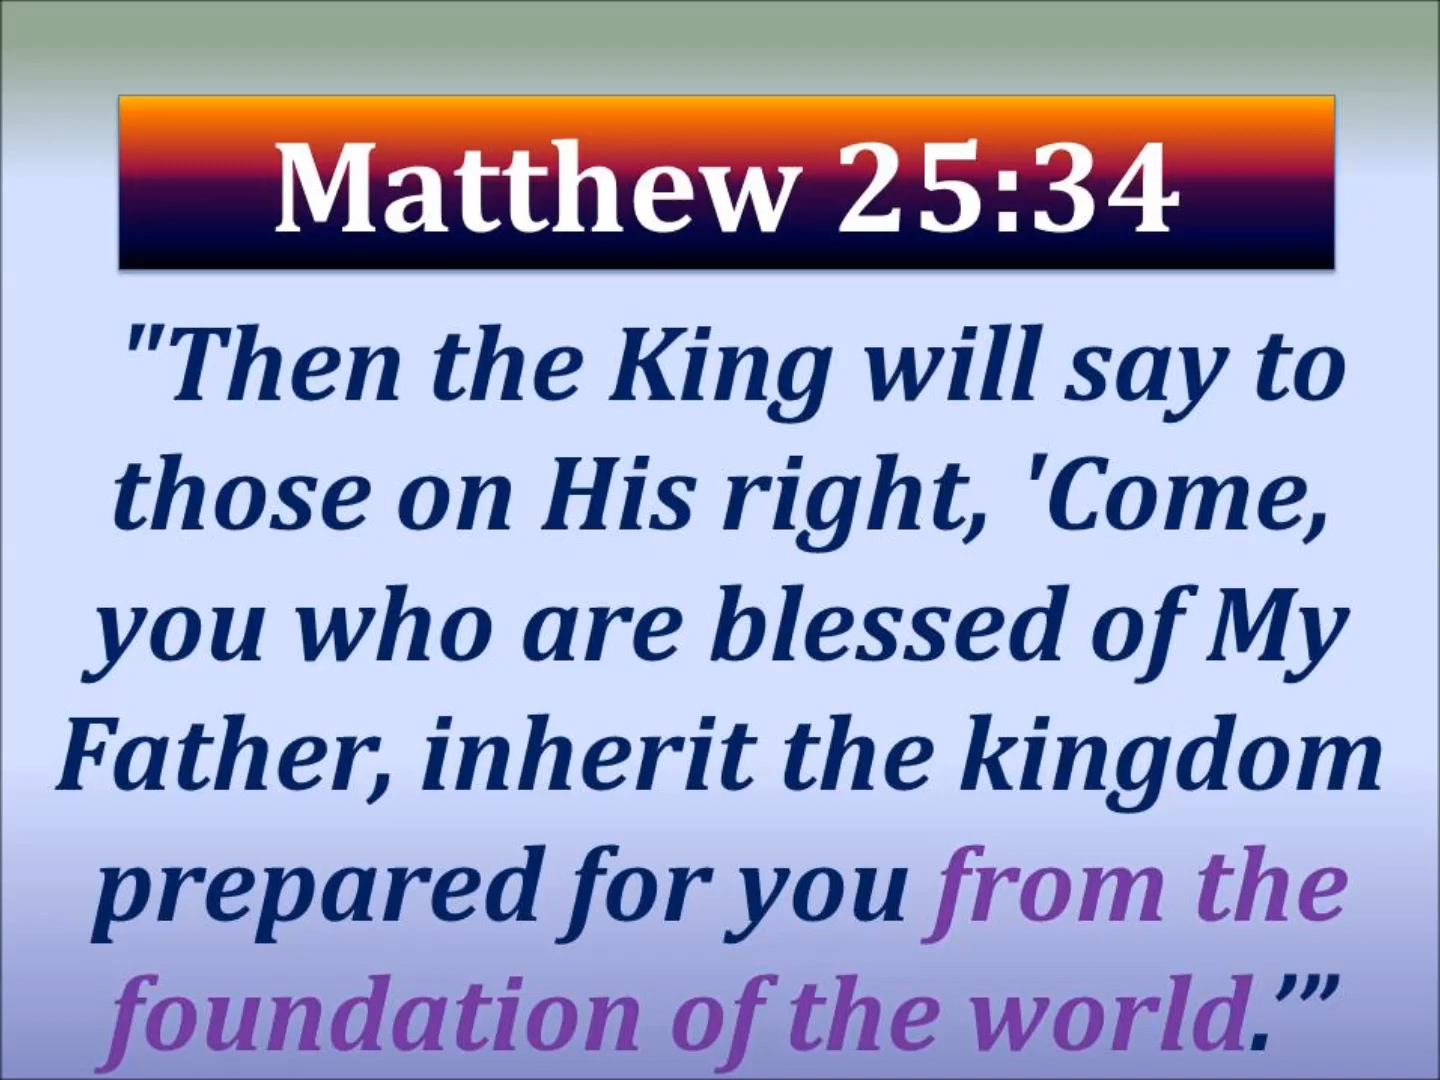 Matthew 25:34
"Then the King will say to
those on His right, 'Come,
you who are blessed of My
Father, inherit the kingdom
prepared for you from the
foundation of the world.’”